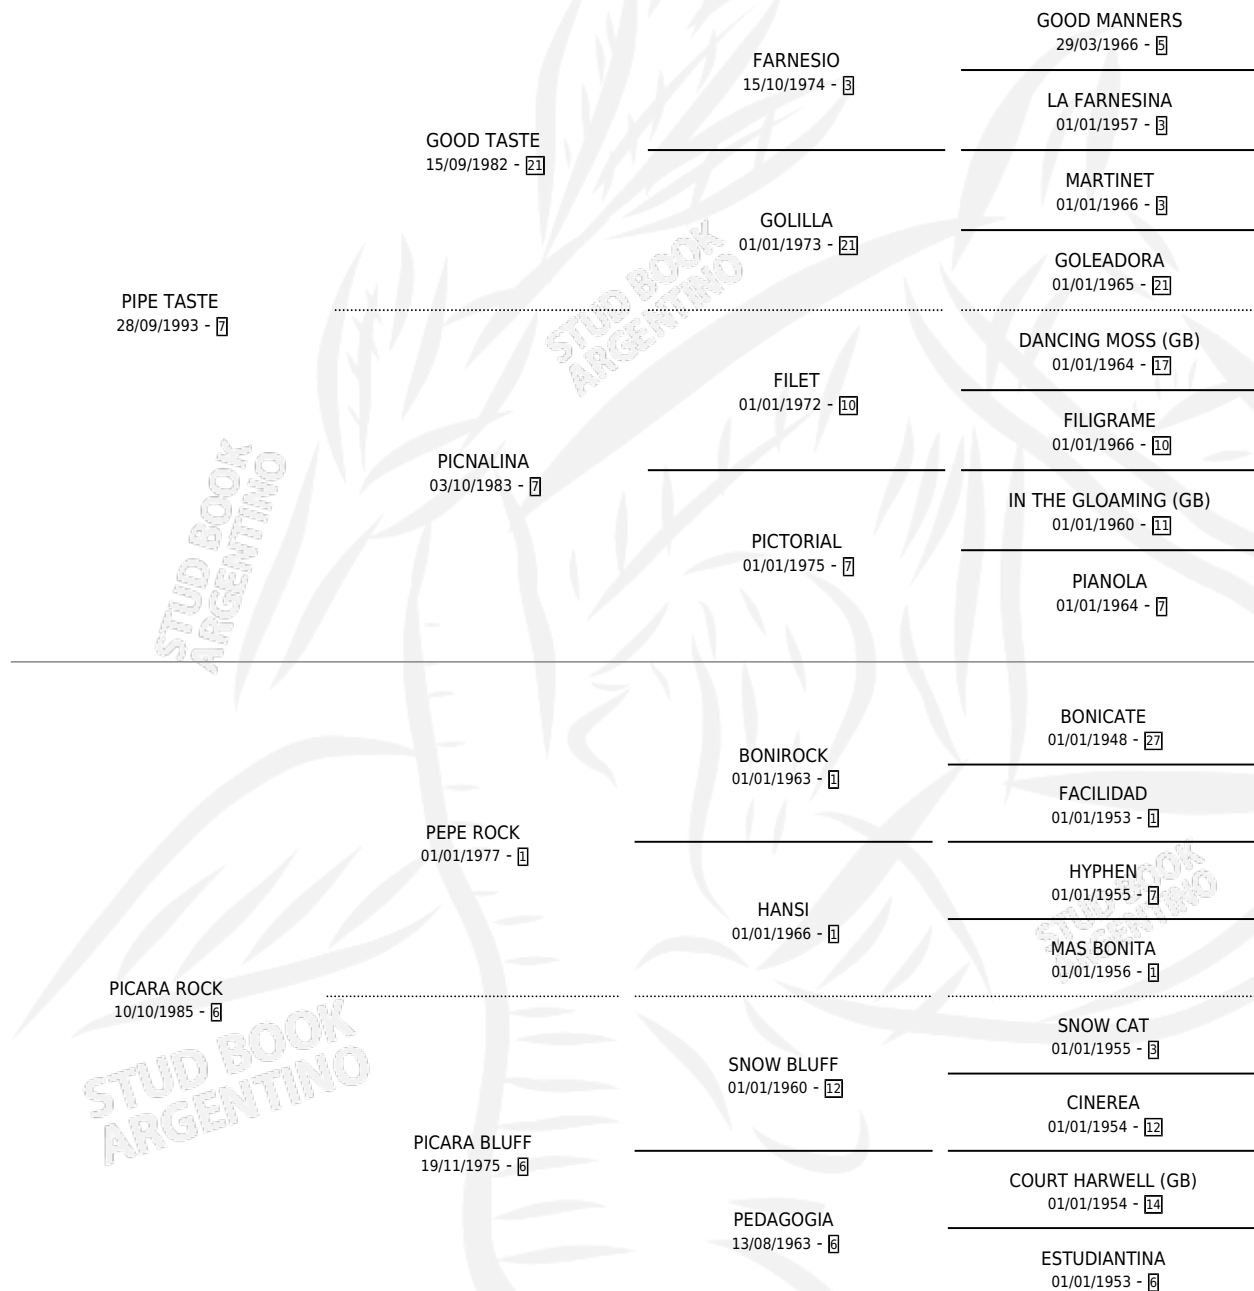 GOOD MANNERS
29/03/1966 - 5
FARNESIO
15/10/1974 - 3
LA FARNESINA
01/01/1957 - 3
GOOD TASTE
15/09/1982 - 21
MARTINET
01/01/1966 - 3
GOLILLA
01/01/1973 - 21
GOLEADORA
01/01/1965 - 21
STUD BOOK
ARGENTINO
PIPE TASTE
28/09/1993 - 7
DANCING MOSS (GB)
01/01/1964 - 17
FILET
01/01/1972 - 10
FILIGRAME
01/01/1966 - 10
PICNALINA
03/10/1983 - 7
IN THE GLOAMING (GB)
01/01/1960 - 11
PICTORIAL
01/01/1975 - 7
PIANOLA
01/01/1964 - 7
STUD BOOK
ARGENTINO
BONICATE
01/01/1948 - 27
BONIROCK
01/01/1963 - 1
FACILIDAD
01/01/1953 - 1
PEPE ROCK
01/01/1977 - 1
HYPHEN
01/01/1955 - 7
HANSI
01/01/1966 - 1
MAS BONITA
01/01/1956 - 1
STUD BOOK
ARGENTINO
PICARA ROCK
10/10/1985 - 6
SNOW CAT
01/01/1955 - 3
SNOW BLUFF
01/01/1960 - 12
CINEREA
01/01/1954 - 12
STUD BOOK
ARGENTINO
PICARA BLUFF
19/11/1975 - 6
COURT HARWELL (GB)
01/01/1954 - 14
PEDAGOGIA
13/08/1963 - 6
ESTUDIANTINA
01/01/1953 - 6